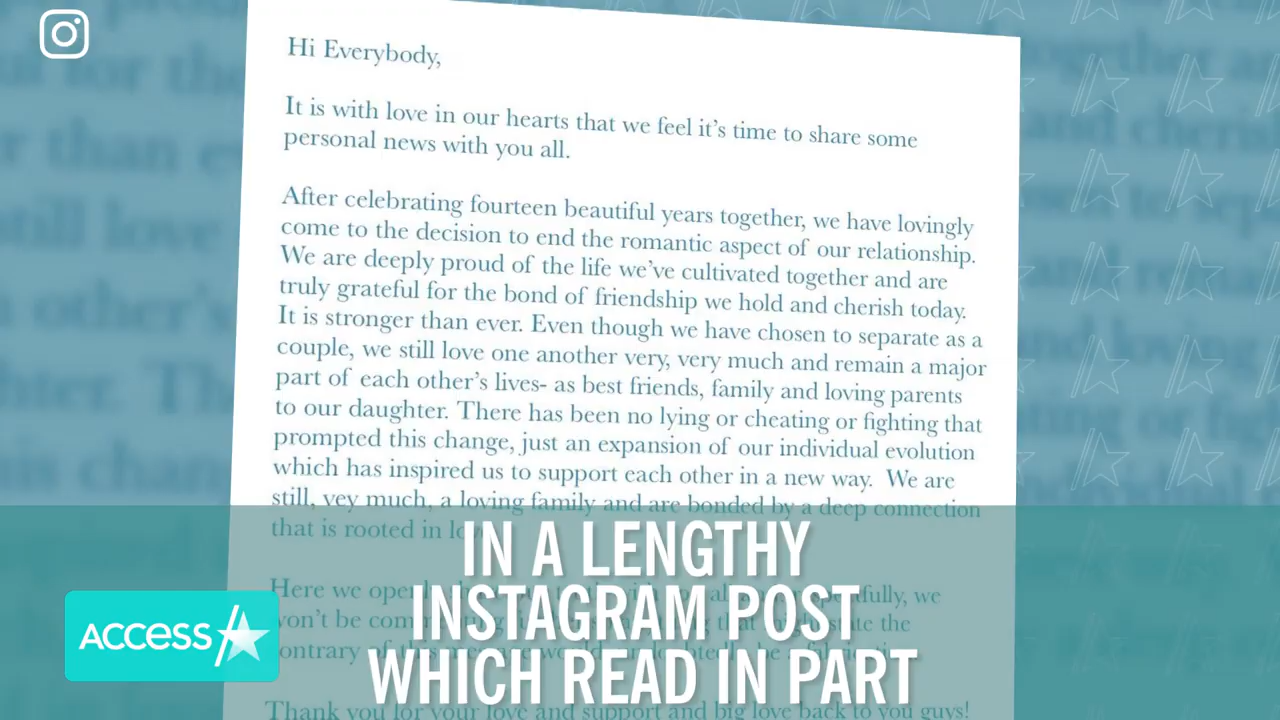 Hi Everybody,
It is with love in our hearts that we feel it's time to share some
personal news with you all.
After celebrating fourteen beautiful years together, we have lovingly
come to the decision to end the romantic aspect of our relationship.
We are deeply proud of the life we've cultivated together and are
truly grateful for the bond of friendship we hold and cherish today.
It is stronger than ever. Even though we have chosen to separate as a
couple, we still love one another very, very much and remain a major
part of each other's lives- as best friends, family and loving parents
to our daughter. There has been no lying or cheating or fighting that
prompted this change, just an expansion of our individual evolution
which has inspired us to support each other in a new way. We are
still, vey much, a loving family and are bonded by a deep connection
that is rooted in
Here we we
won't be the
of this
Thank you for your love and support and big love back to you guys!
IN A LENGTHY
INSTAGRAM POST
WHICH READ IN PART
ACCESS